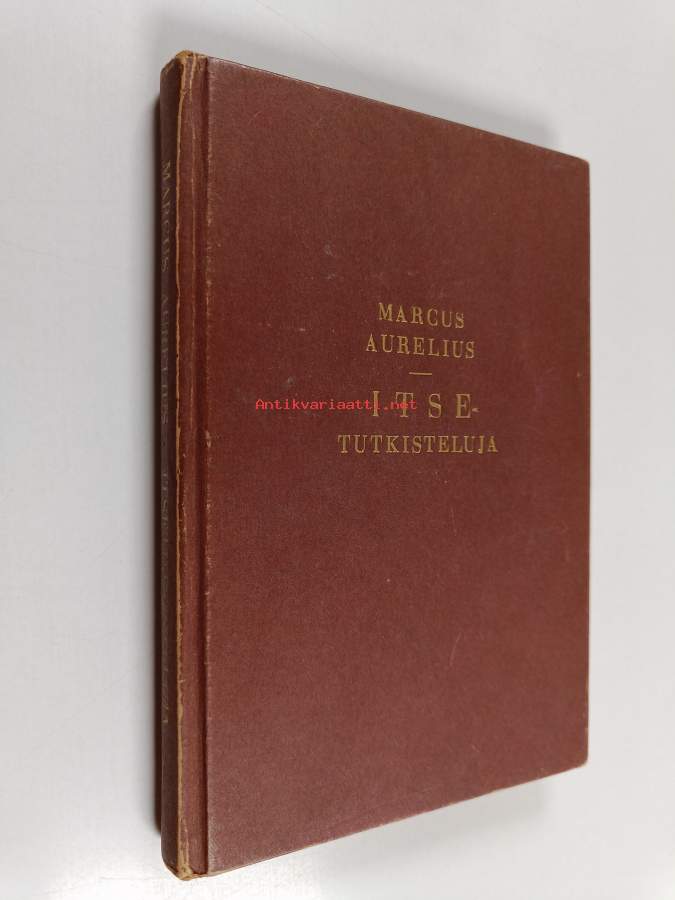 MARCUS
AURELIUS
ITSE-
TUTKISTELUJA
Antikvariaatti.net
MARCUS AURELIUS